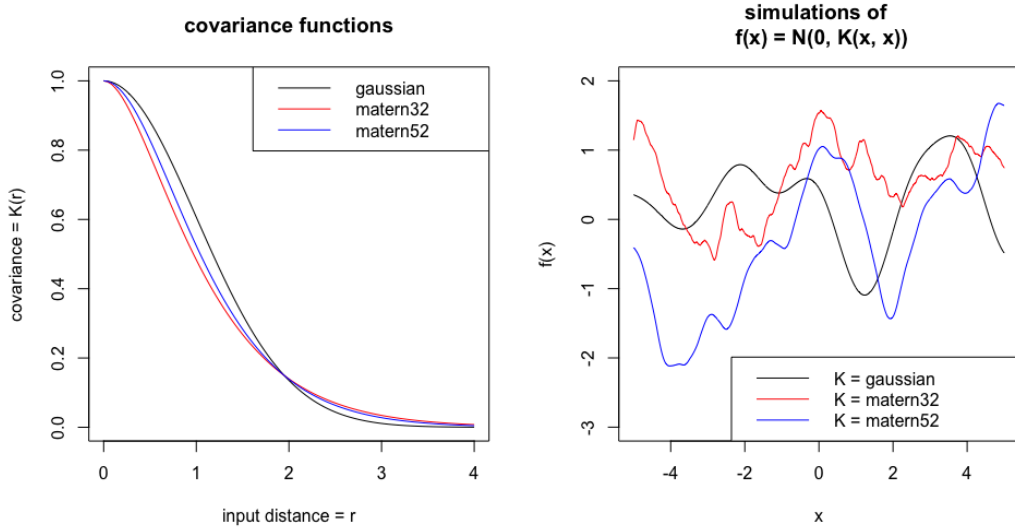 covariance functions
gaussian
matern32
matern52
1.0
0.8
0.6
0.4
0.2
0.0
covariance = K(r)
0 1 2 3 4
input distance = r
simulations of
f(x) = N(0, K(x, x))
2
1
0
-1
-2
-3
f(x)
K = gaussian
K = matern32
K = matern52
-4 -2 0 2 4
x